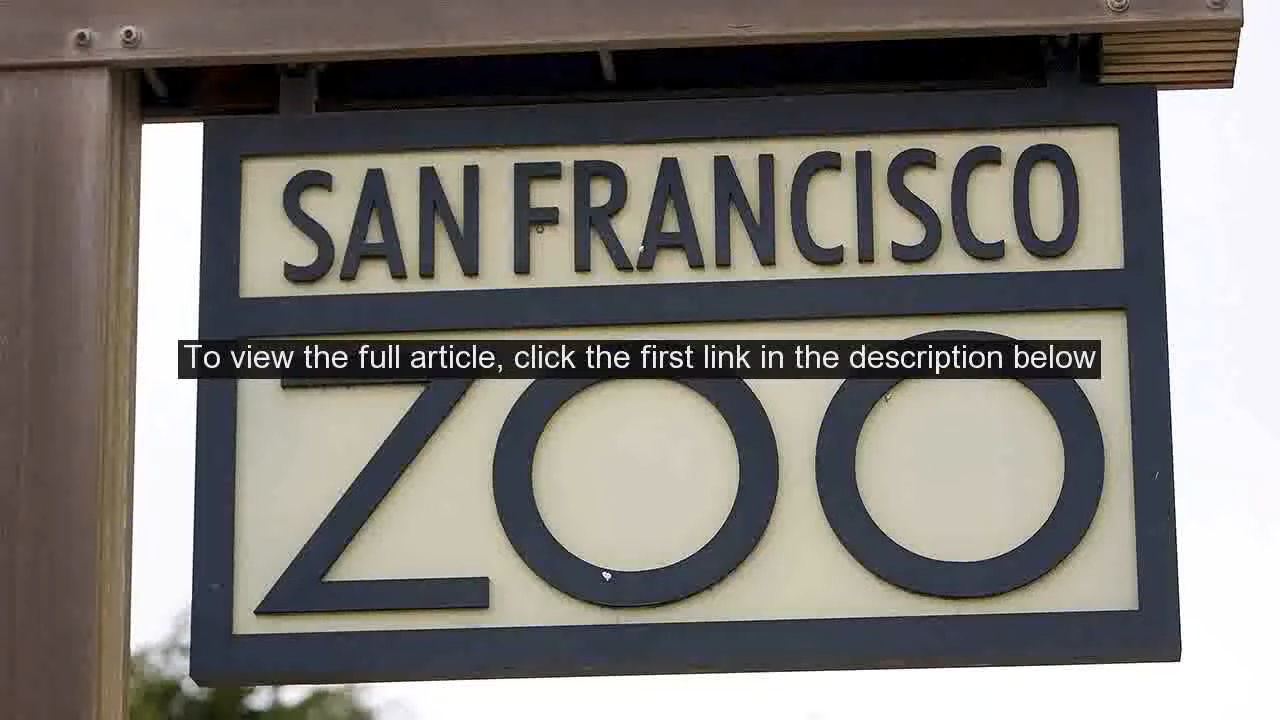 SAN FRANCISCO
To view the full article, click the first link in the description below
ZOO